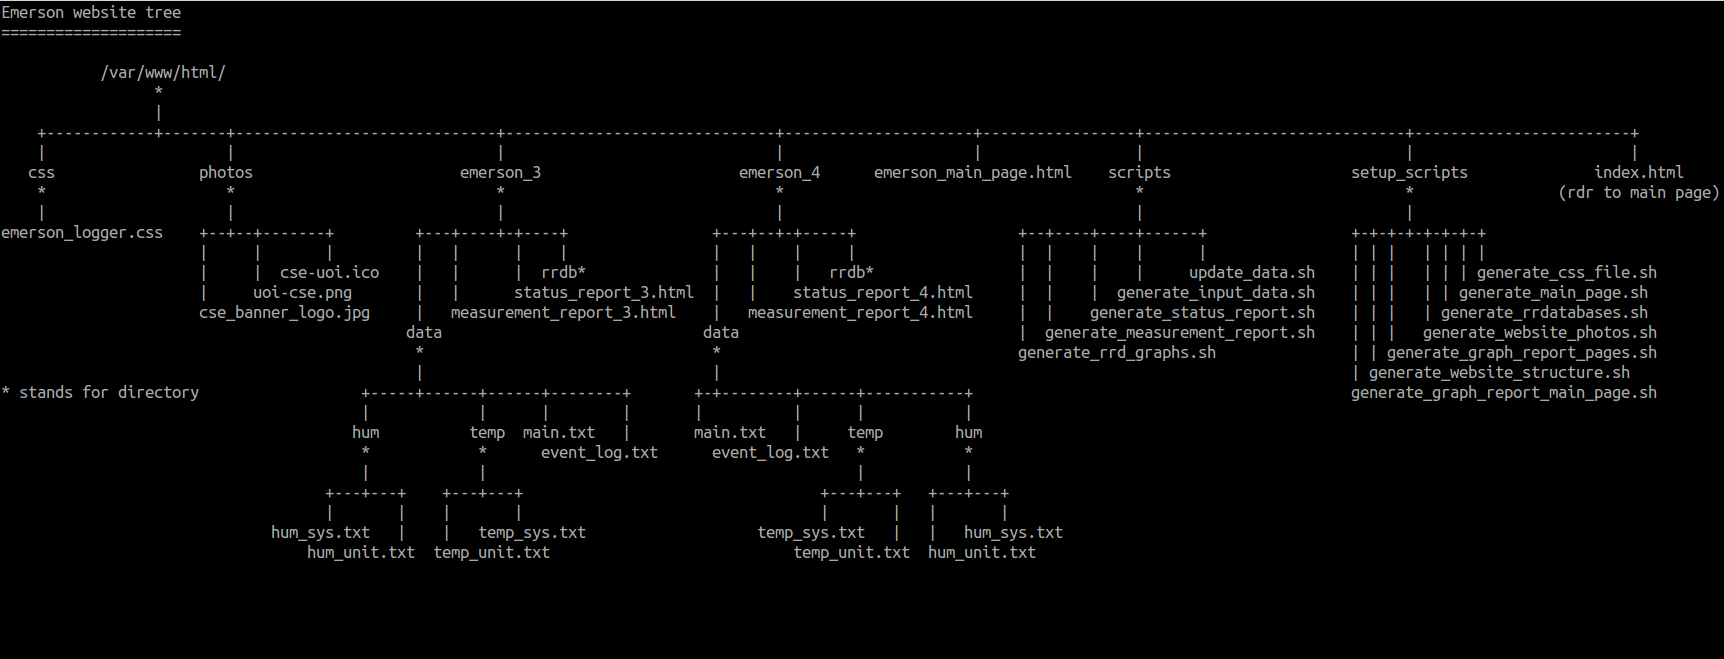 Emerson website tree
====================
/var/www/html/
*
|
+------------+-------+-----------------------------+------------------------------+---------------------+-----------------+-----------------------------+------------------------+
| | | | | | | |
css photos emerson_3 emerson_4 emerson_main_page.html scripts setup_scripts index.html
* * * * * * (rdr to main page)
| | | | | |
emerson_logger.css +--+--+-------+ +---+----+-+----+ +---+--+-+-----+ +--+----+----+------+ +-+-+-+-+-+-+-+
| | | | | | | | | | | | | | | | | | | | | | |
| | cse-uoi.ico | | | rrdb* | | | rrdb* | | | | update_data.sh | | | | | | generate_css_file.sh
| uoi-cse.png | | status_report_3.html | | status_report_4.html | | | generate_input_data.sh | | | | | generate_main_page.sh
cse_banner_logo.jpg | measurement_report_3.html | measurement_report_4.html | | generate_status_report.sh | | | | generate_rrdatabases.sh
data data | generate_measurement_report.sh | | | generate_website_photos.sh
* * generate_rrd_graphs.sh | | generate_graph_report_pages.sh
| | | generate_website_structure.sh
* stands for directory +-----+------+------+--------+ +-+--------+------+-----------+ generate_graph_report_main_page.sh
| | | | | | | |
hum temp main.txt | main.txt | temp hum
* * event_log.txt event_log.txt * *
| | | |
+---+---+ +---+---+ +---+---+ +---+---+
| | | | | | | |
hum_sys.txt | | temp_sys.txt temp_sys.txt | | hum_sys.txt
hum_unit.txt temp_unit.txt temp_unit.txt hum_unit.txt